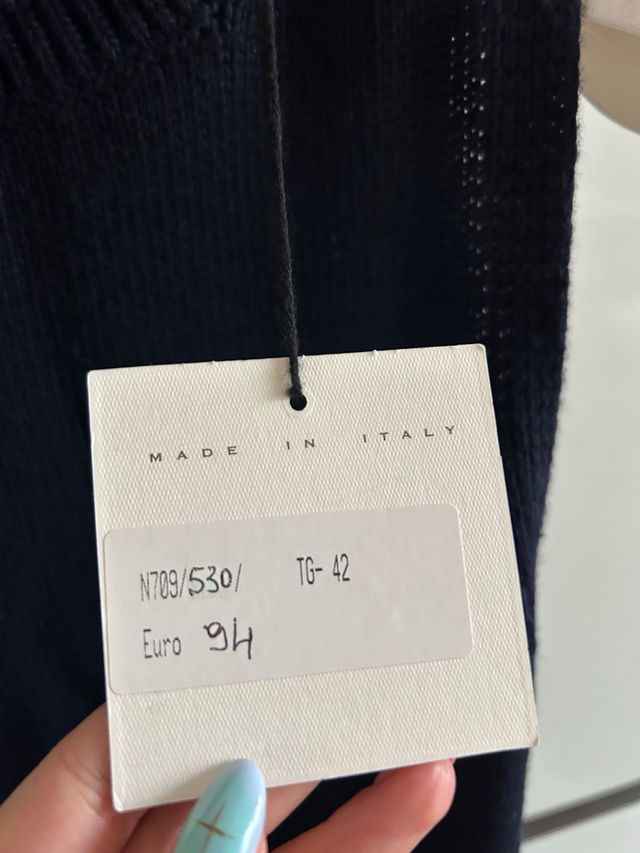 MADE IN ITALY
N709/530/ TG- 42
Euro 94